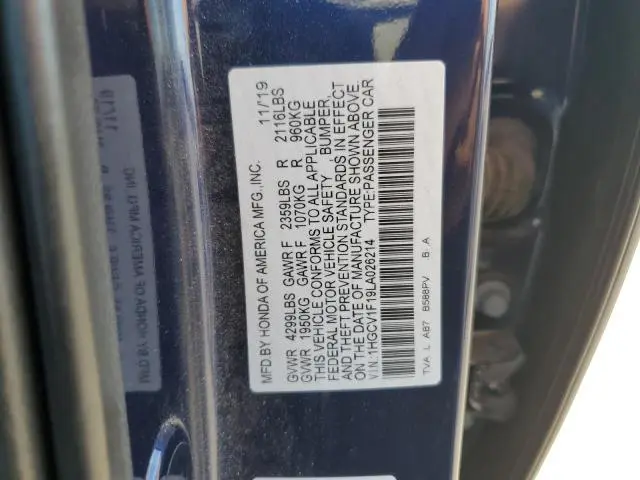 MFD.BY HONDA OF AMERICA MFG.,INC. 11/19
GVWR 4299LBS GAWR F 2359LBS R 2116LBS
GVWR 1950KG GAWR F 1070KG R 960KG
THIS VEHICLE CONFORMS TO ALL APPLICABLE
FEDERAL MOTOR VEHICLE SAFETY , BUMPER,
AND THEFT PREVENTION STANDARDS IN EFFECT
ON THE DATE OF MANUFACTURE SHOWN ABOVE.
VIN:1HGCV1F19LA026214 TYPE:PASSENGER CAR
TVA L AB7 B588PV B A